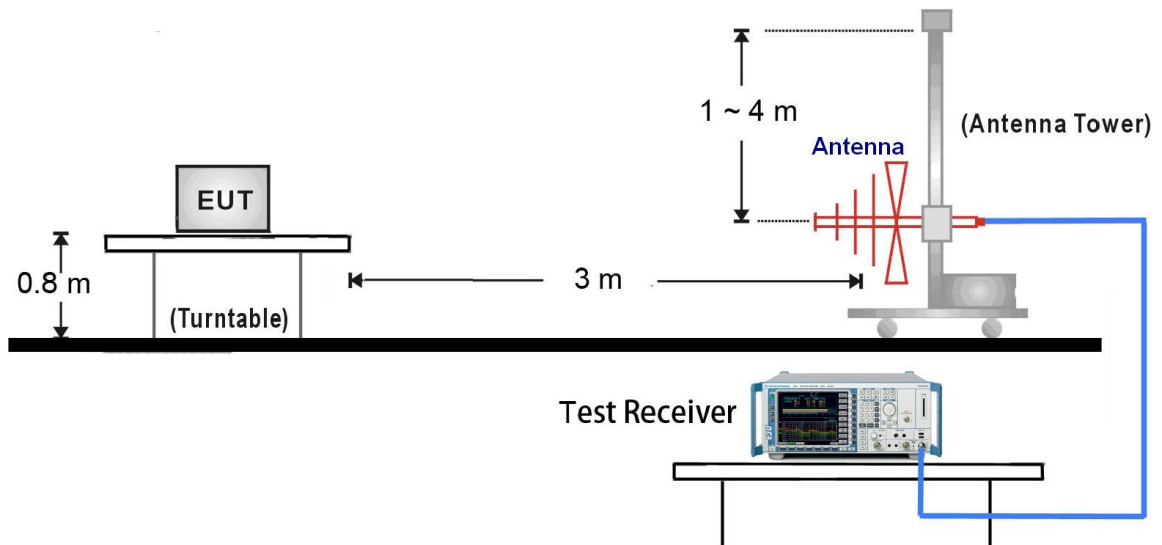 1 ~ 4 m
(Antenna Tower)
Antenna
EUT
0.8 m
3 m
(Turntable)
Test Receiver